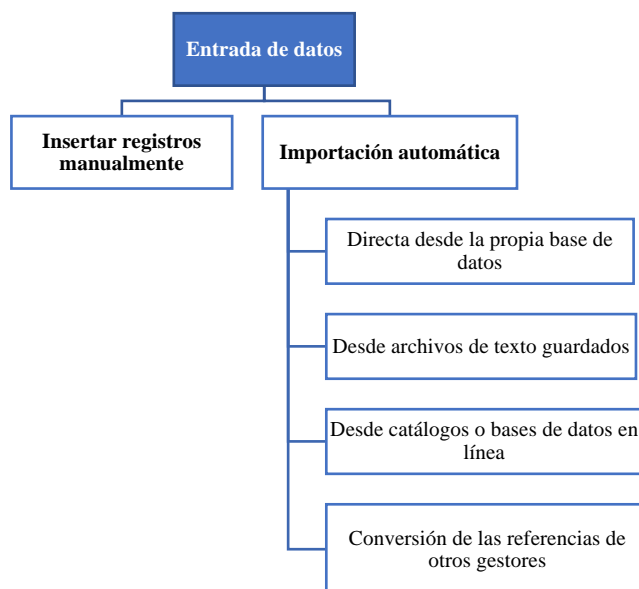 Entrada de datos
Insertar registros
manualmente
Importación automática
Directa desde la propia base de
datos
Desde archivos de texto guardados
Desde catálogos o bases de datos en
línea
Conversión de las referencias de
otros gestores